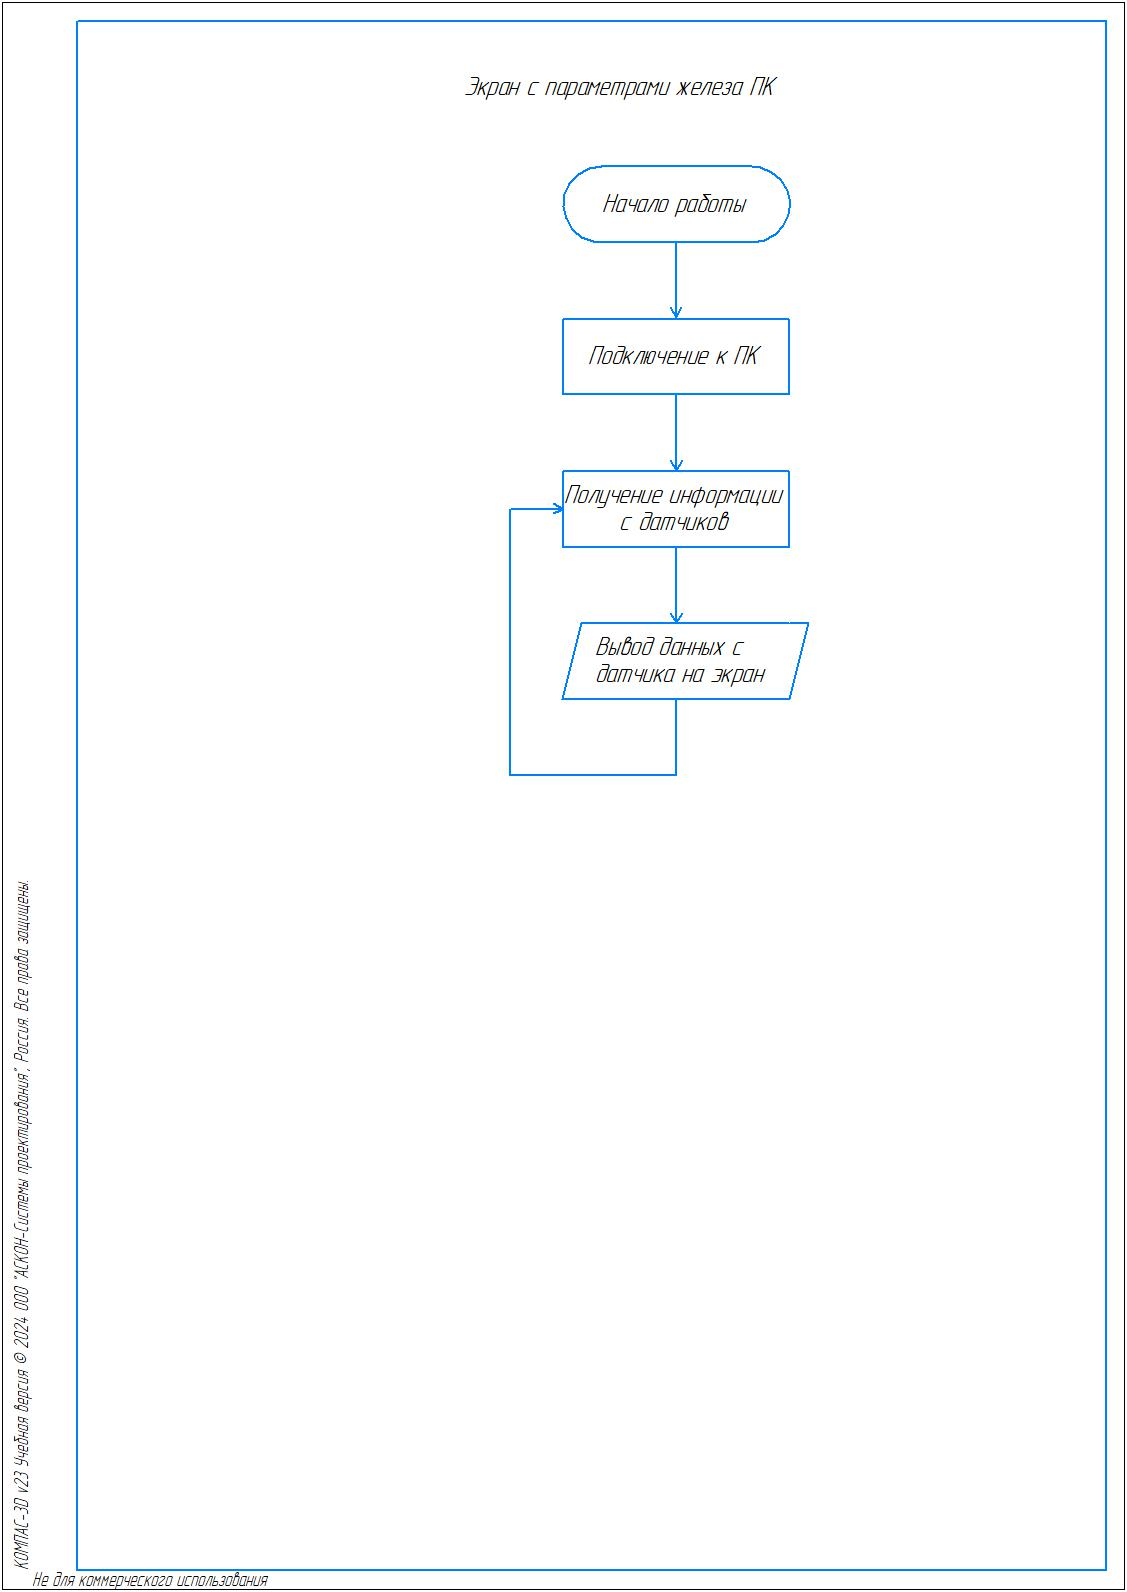 Экран с параметрами железа ПК
Начало работы
Подключение к ПК
Получение информации
с датчиков
Вывод данных с
датчика на экран
КОМПАС-3D v23 Учебная версия © 2024 ООО "АСКОН-Системы проектирования", Россия. Все права защищены.
Не для коммерческого использования